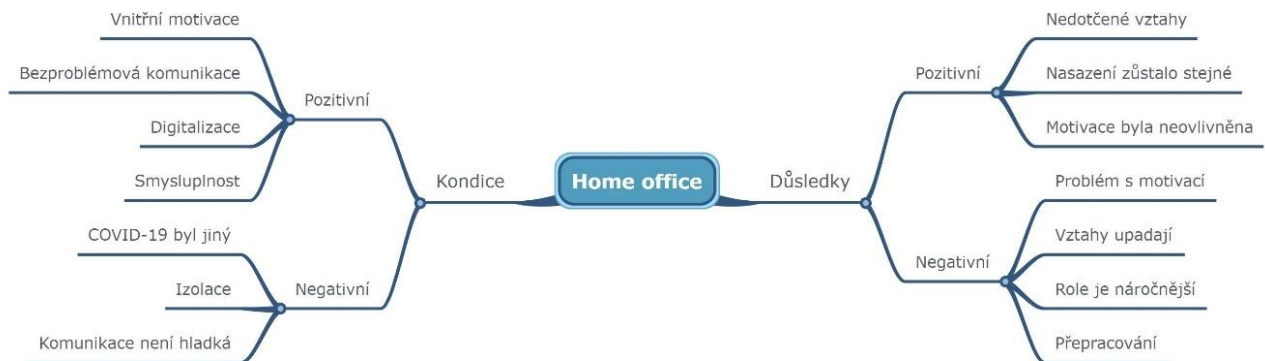 Vnitřní motivace
Bezproblémová komunikace
Digitalizace
Smysluplnost
Pozitivní
COVID-19 byl jiný
Izolace
Komunikace není hladká
Negativní
Kondice
Home office
Důsledky
Pozitivní
Nedotčené vztahy
Nasazení zůstalo stejné
Motivace byla neovlivněna
Negativní
Problém s motivací
Vztahy upadají
Role je náročnější
Přepracování